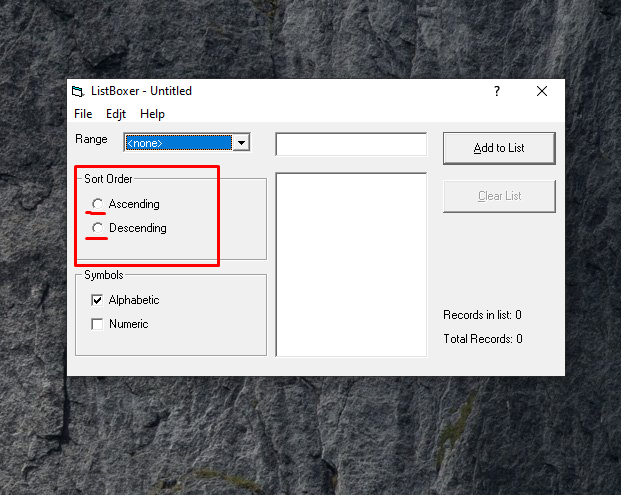 ListBoxer - Untitled
?
File Edjt Help
Range <none> Add to List
Sort Order
Ascending
Descending
Clear List
Symbols
Alphabetic
Numeric
Records in list: 0
Total Records: 0